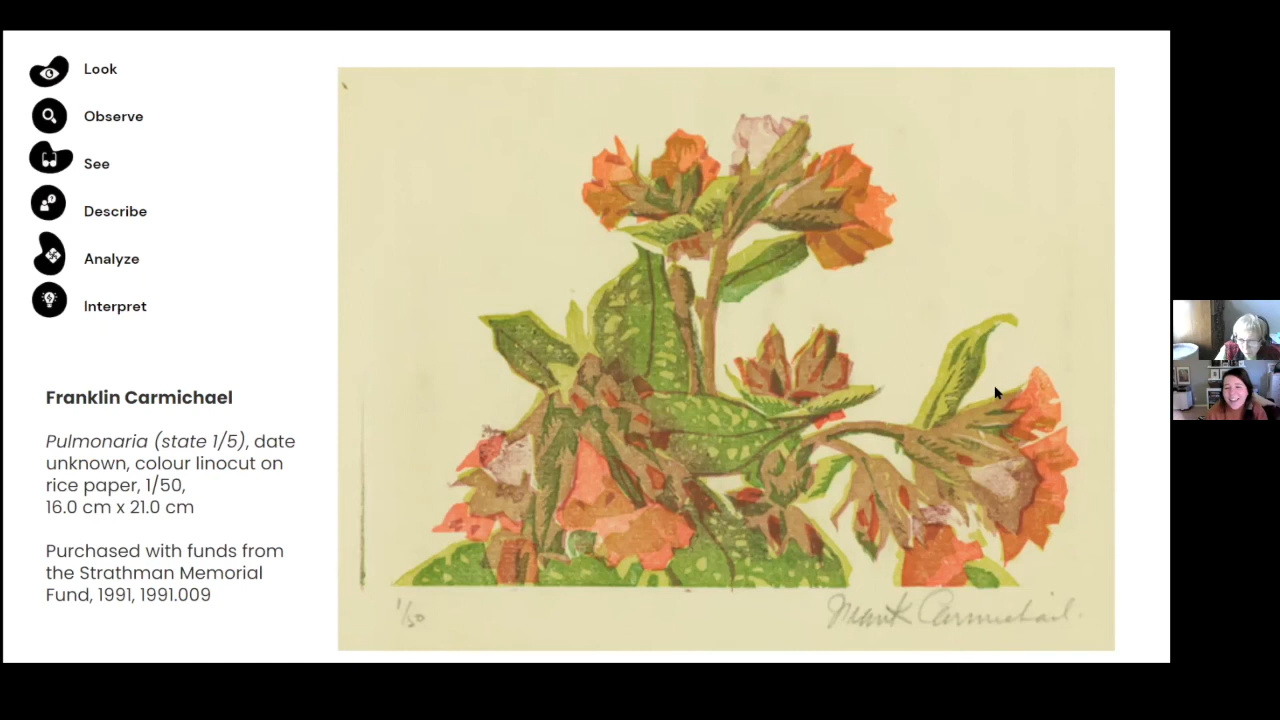 Look
Observe
See
Describe
Analyze
Interpret
Franklin Carmichael
Pulmonaria (state 1/5), date
unknown, colour linocut on
rice paper, 1/50,
16.0 cm x 21.0 cm
Purchased with funds from
the Strathman Memorial
Fund, 1991, 1991.009
1/50
Frank Carmichael.